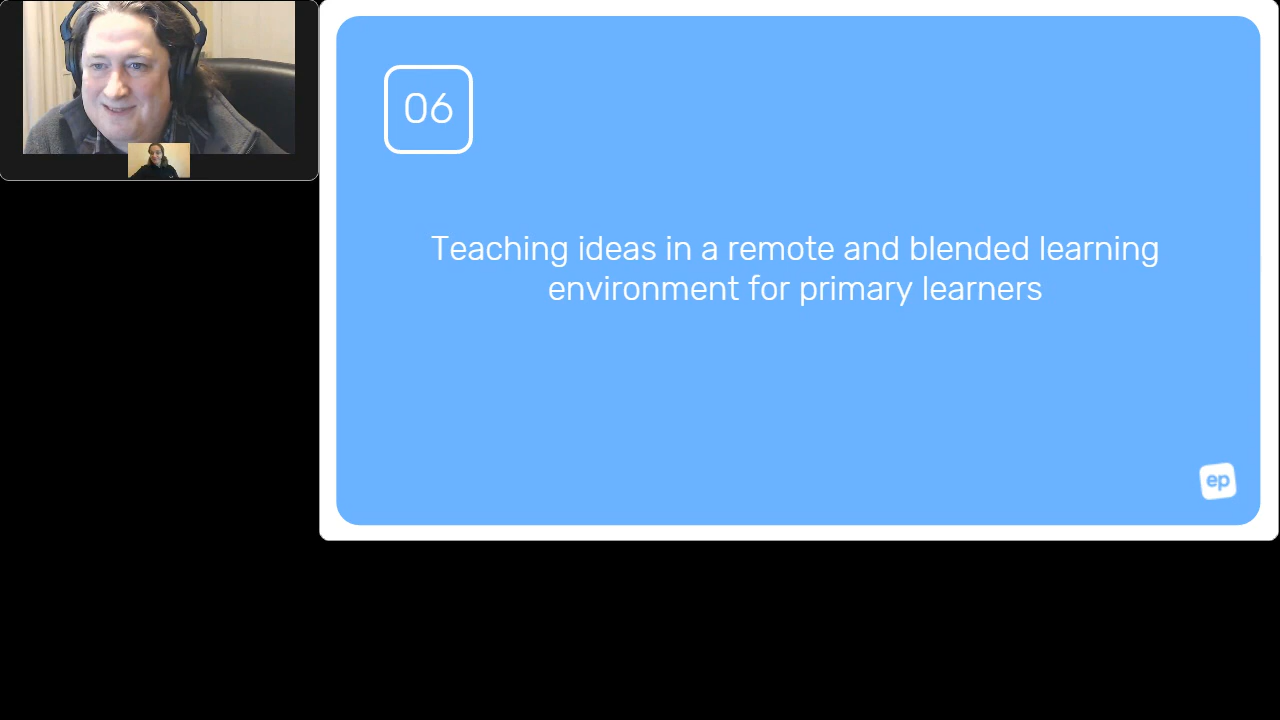 06
Teaching ideas in a remote and blended learning
environment for primary learners
ep